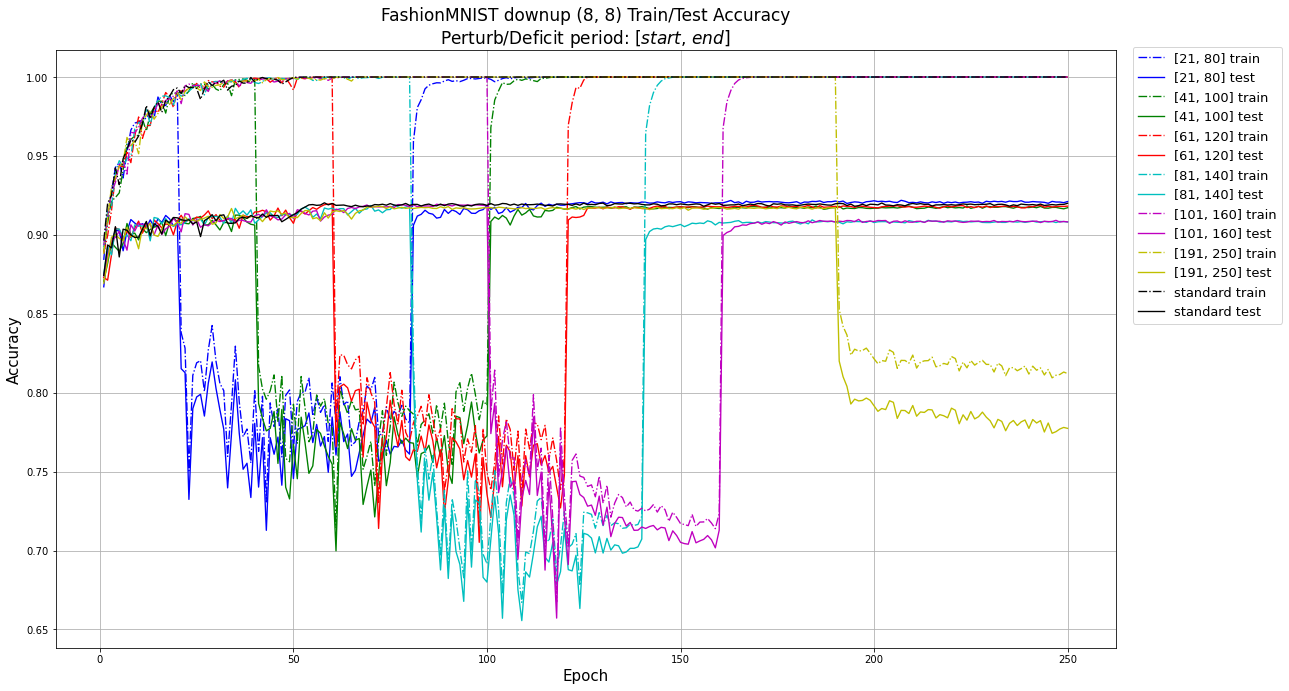 FashionMNIST downup (8, 8) Train/Test Accuracy
Perturb/Deficit period: [start, end]
Accuracy
1.00
0.95
0.90
0.85
0.80
0.75
0.70
0.65
0
50
100
150
200
250
Epoch
[21, 80] train
[21, 80] test
[41, 100] train
[41, 100] test
[61, 120] train
[61, 120] test
[81, 140] train
[81, 140] test
[101, 160] train
[101, 160] test
[191, 250] train
[191, 250] test
standard train
standard test